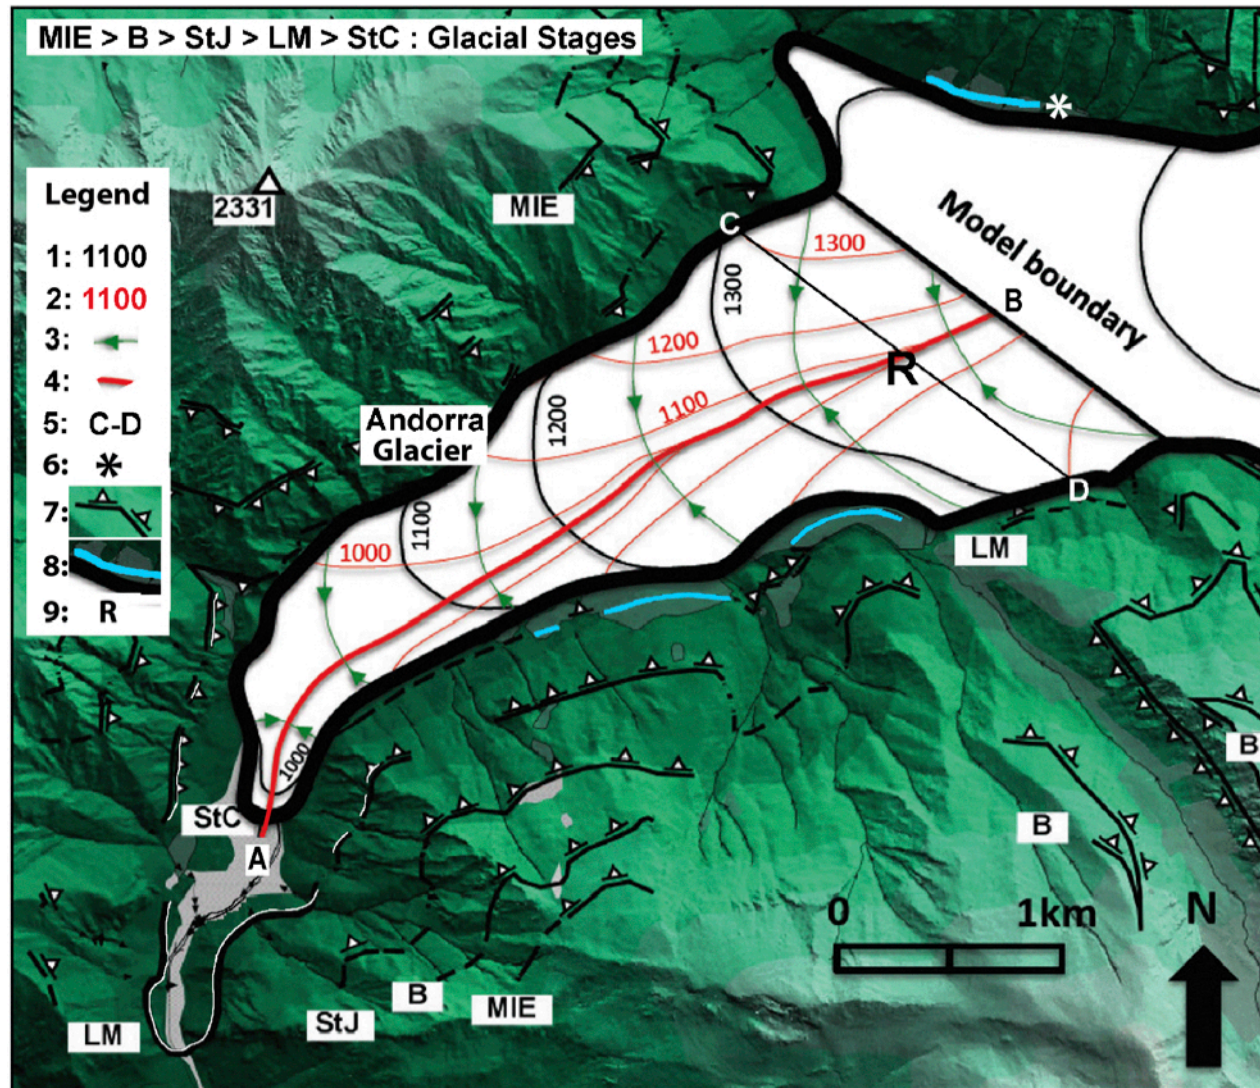 MIE > B > StJ > LM > StC : Glacial Stages
Legend
1: 1100
2: 1100
3:
4:
5: C-D
6: *
7:
8:
9: R
2331
MIE
C
1300
1300
Model boundary
B
*
R
1200
1100
Andorra
Glacier
1200
1100
1000
D
LM
1000
StC
A
B
B
0 1km
N
LM
StJ
B
MIE